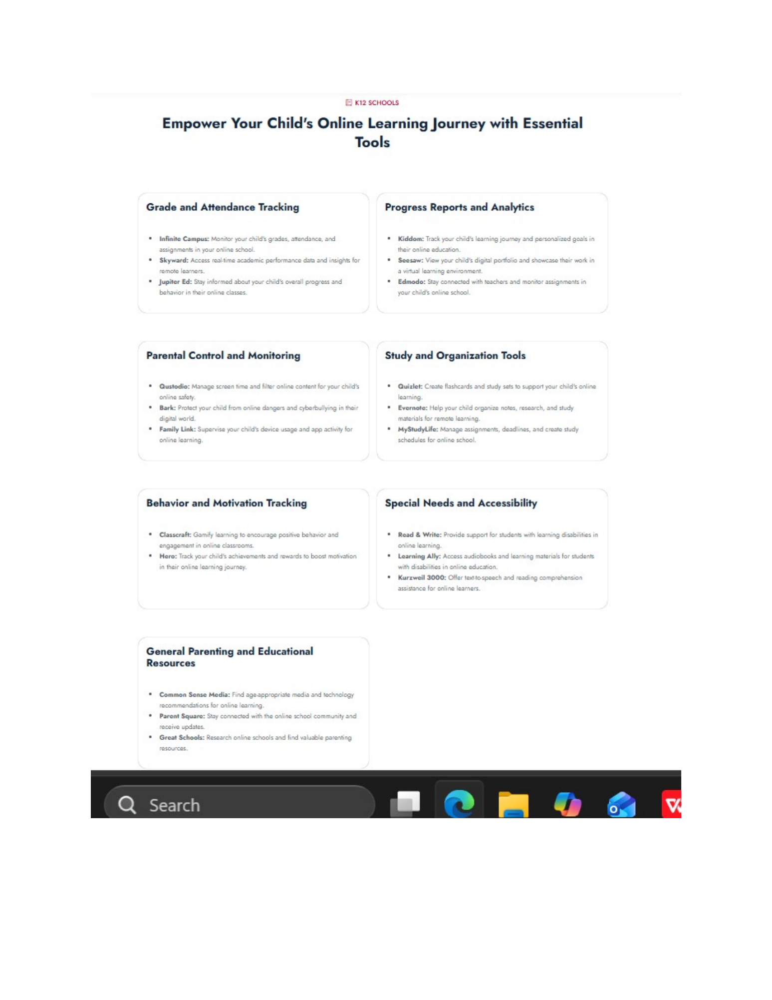 K12 SCHOOLS
Empower Your Child's Online Learning Journey with Essential
Tools
Grade and Attendance Tracking
• Infinite Campus: Monitor your child's grades, attendance, and
assignments in your online school.
• Skyward: Access real-time academic performance data and insights for
remote learners.
• Jupiter Ed: Stay informed about your child's overall progress and
behavior in their online classes.
Progress Reports and Analytics
• Kiddom: Track your child's learning journey and personalized goals in
their online education.
• Seesaw: View your child's digital portfolio and showcase their work in
a virtual learning environment.
• Edmodo: Stay connected with teachers and monitor assignments in
your child's online school.
Parental Control and Monitoring
• Qustodio: Manage screen time and filter online content for your child's
online safety.
• Bark: Protect your child from online dangers and cyberbullying in their
digital world.
• Family Link: Supervise your child's device usage and app activity for
online learning.
Study and Organization Tools
• Quizlet: Create flashcards and study sets to support your child's online
learning.
• Evernote: Help your child organize notes, research, and study
materials for remote learning.
• MyStudyLife: Manage assignments, deadlines, and create study
schedules for online school.
Behavior and Motivation Tracking
• Classcraft: Gamify learning to encourage positive behavior and
engagement in online classrooms.
• Hero: Track your child's achievements and rewards to boost motivation
in their online learning journey.
Special Needs and Accessibility
• Read & Write: Provide support for students with learning disabilities in
online learning.
• Learning Ally: Access audiobooks and learning materials for students
with disabilities in online education.
• Kurzweil 3000: Offer text-to-speech and reading comprehension
assistance for online learners.
General Parenting and Educational
Resources
• Common Sense Media: Find age-appropriate media and technology
recommendations for online learning.
• Parent Square: Stay connected with the online school community and
receive updates.
• Great Schools: Research online schools and find valuable parenting
resources.
Search